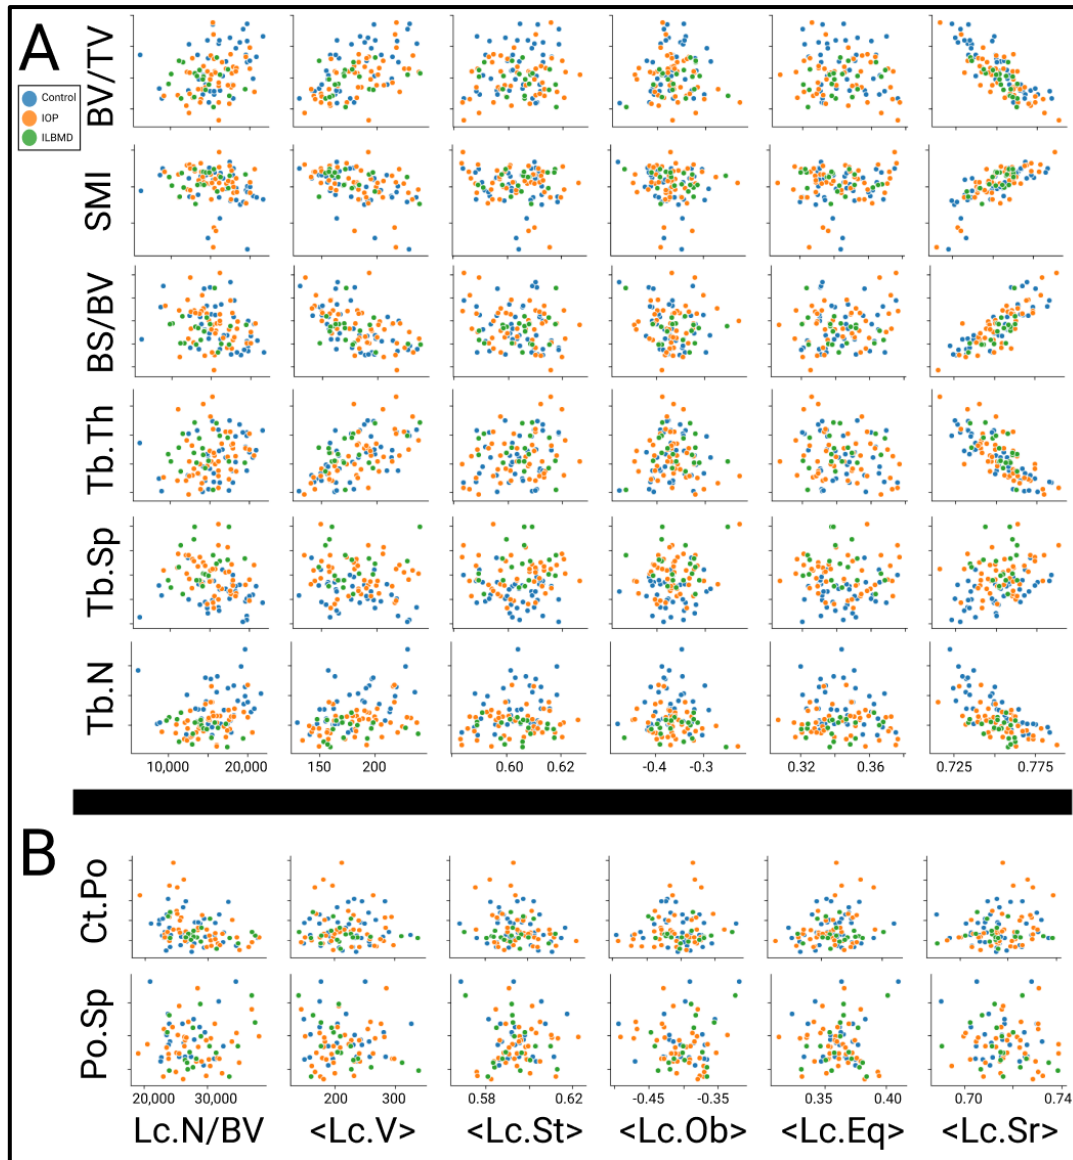 A
BV/TV
Control
IOP
ILBMD
SMI
BS/BV
Tb.Th
Tb.Sp
Tb.N
10,000 15,000 20,000 150 200 0.60 0.62 -0.4 -0.3 0.32 0.36 0.725 0.775
B
Ct.Po
Po.Sp
20,000 30,000 200 300 0.58 0.62 -0.45 -0.35 0.35 0.40 0.70 0.74
Lc.N/BV <Lc.V> <Lc.St> <Lc.Ob> <Lc.Eq> <Lc.Sr>